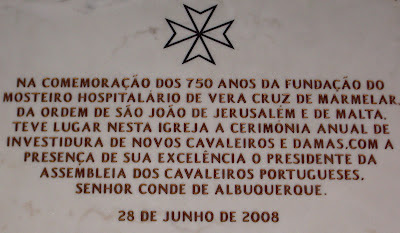 NA COMEMORAÇÃO DOS 750 ANOS DA FUNDAÇÃO DO
MOSTEIRO HOSPITALÁRIO DE VERA CRUZ DE MARMELAR,
DA ORDEM DE SÃO JOÃO DE JERUSALÉM E DE MALTA.
TEVE LUGAR NESTA IGREJA A CERIMÓNIA ANUAL DE
INVESTIDURA DE NOVOS CAVALEIROS E DAMAS,COM A
PRESENÇA DE SUA EXCELÊNCIA O PRESIDENTE DA
ASSEMBLEIA DOS CAVALEIROS PORTUGUESES,
SENHOR CONDE DE ALBUQUERQUE.
28 DE JUNHO DE 2008